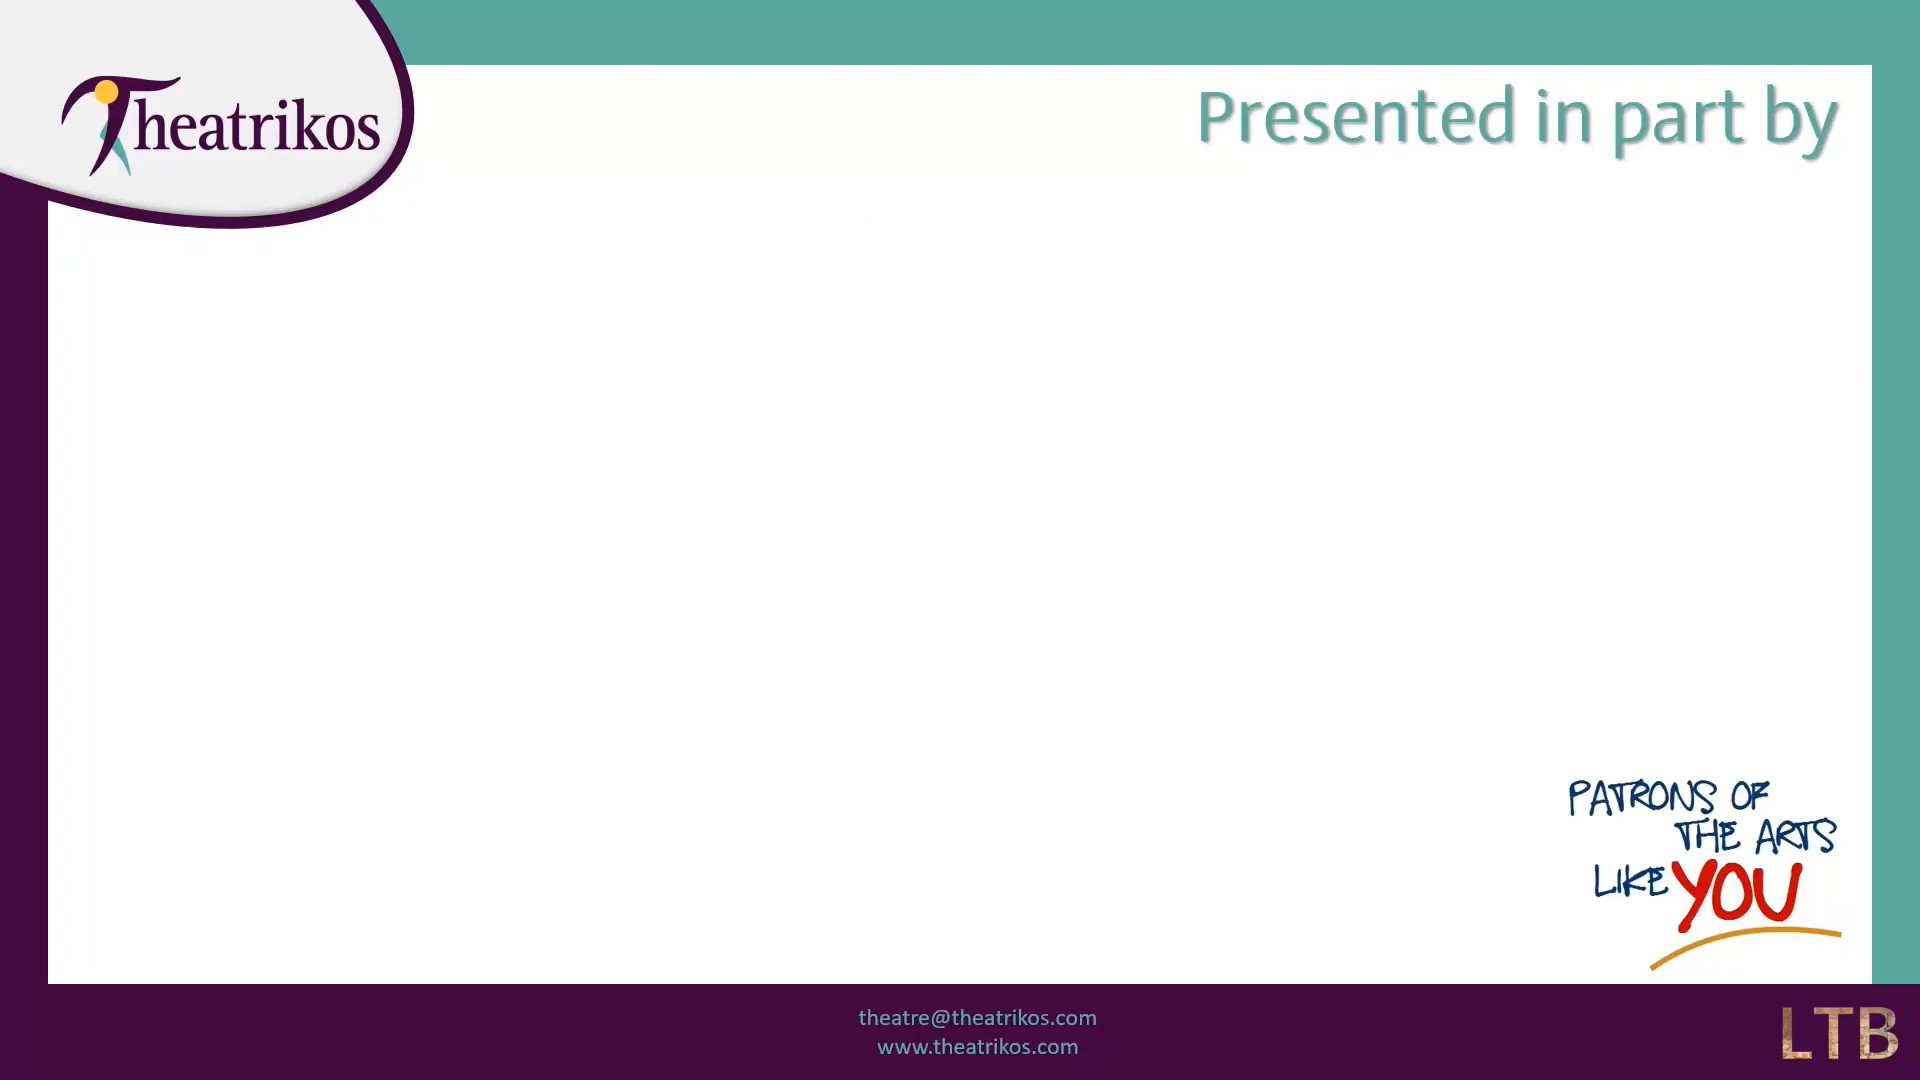 Theatrikos
Presented in part by
PATRONS OF
THE ARTS
LIKE YOU
theatre@theatrikos.com
www.theatrikos.com
LTB